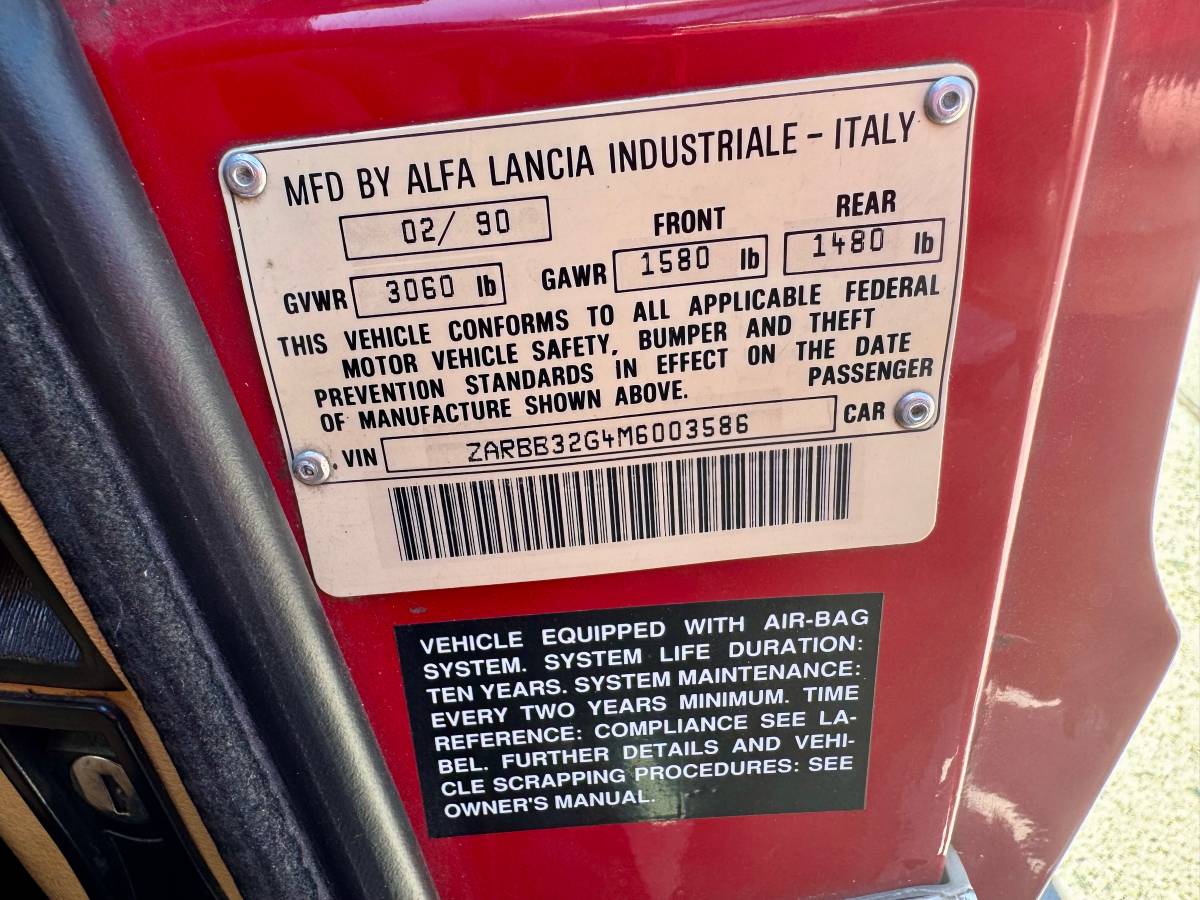 MFD BY ALFA LANCIA INDUSTRIALE - ITALY
02/ 90 FRONT REAR
GVWR 3060 lb GAWR 1580 lb 1480 lb
THIS VEHICLE CONFORMS TO ALL APPLICABLE FEDERAL
MOTOR VEHICLE SAFETY, BUMPER AND THEFT
PREVENTION STANDARDS IN EFFECT ON THE DATE
OF MANUFACTURE SHOWN ABOVE. PASSENGER
VIN ZARBB32G4M6003586 CAR
VEHICLE EQUIPPED WITH AIR-BAG
SYSTEM. SYSTEM LIFE DURATION:
TEN YEARS. SYSTEM MAINTENANCE:
EVERY TWO YEARS MINIMUM. TIME
REFERENCE: COMPLIANCE SEE LA-
BEL. FURTHER DETAILS AND VEHI-
CLE SCRAPPING PROCEDURES: SEE
OWNER'S MANUAL.